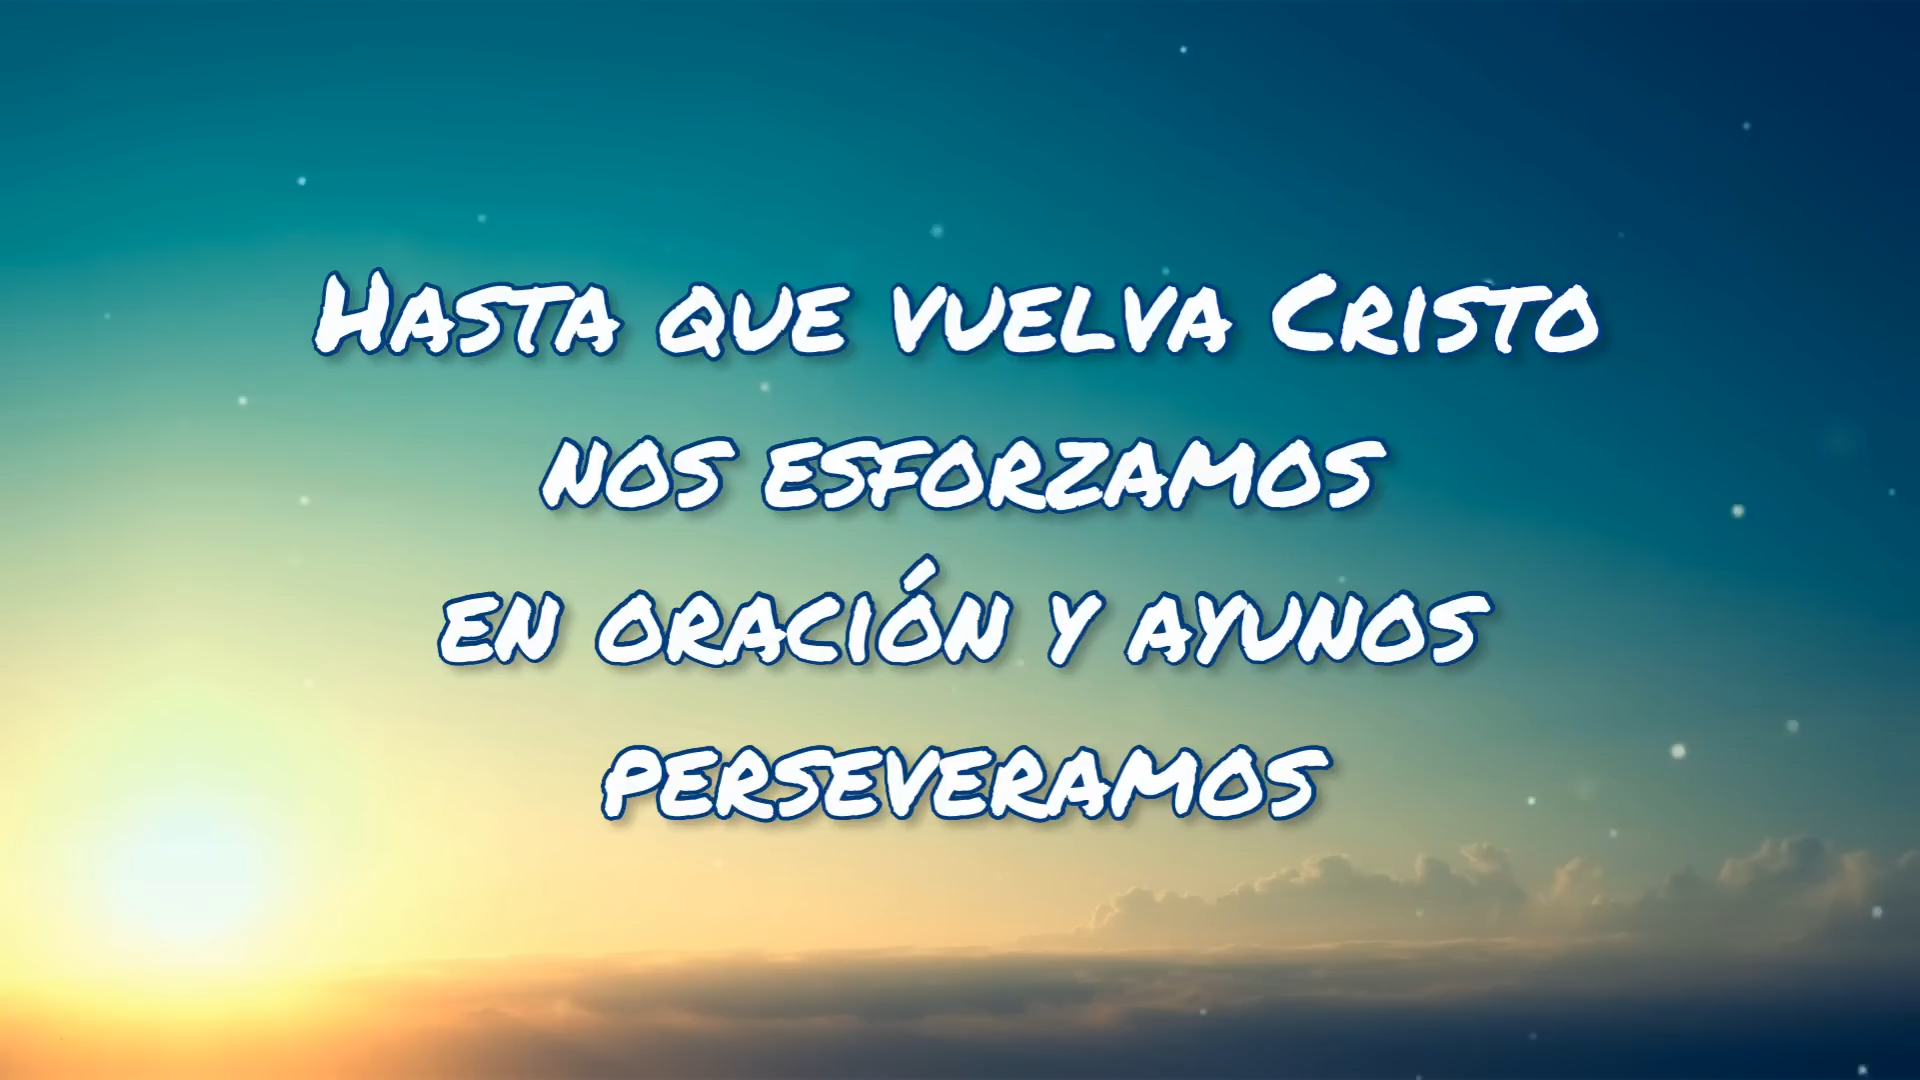 Hasta que vuelva Cristo
nos esforzamos
en oración y ayunos
perseveramos